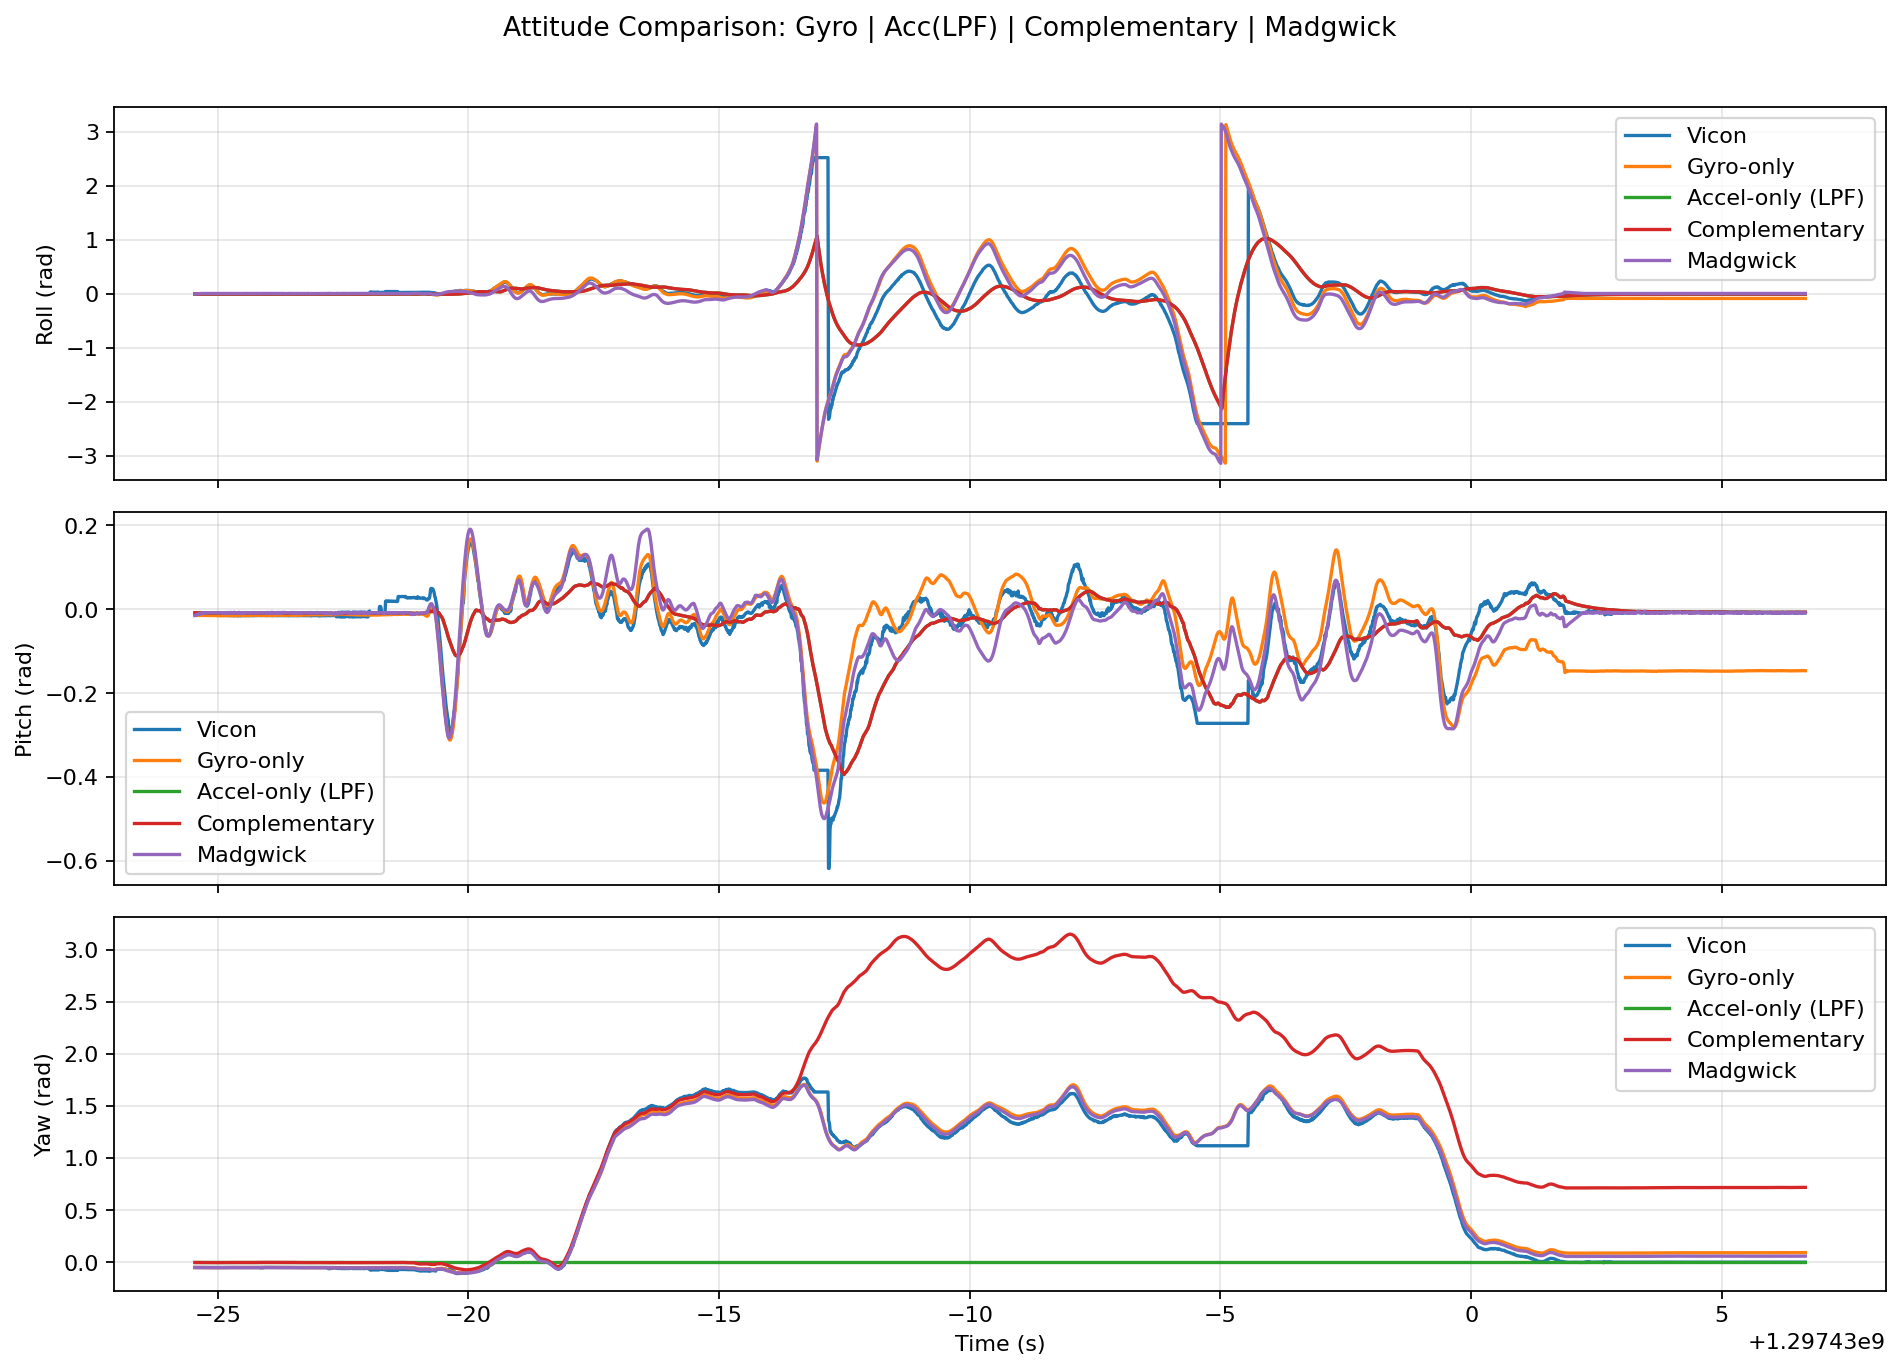 Attitude Comparison: Gyro | Acc(LPF) | Complementary | Madgwick
Roll (rad)
3
2
1
0
−1
−2
−3
Vicon
Gyro-only
Accel-only (LPF)
Complementary
Madgwick
Pitch (rad)
0.2
0.0
−0.2
−0.4
−0.6
Vicon
Gyro-only
Accel-only (LPF)
Complementary
Madgwick
Yaw (rad)
3.0
2.5
2.0
1.5
1.0
0.5
0.0
Vicon
Gyro-only
Accel-only (LPF)
Complementary
Madgwick
−25 −20 −15 −10 −5 0 5
Time (s)
+1.29743e9